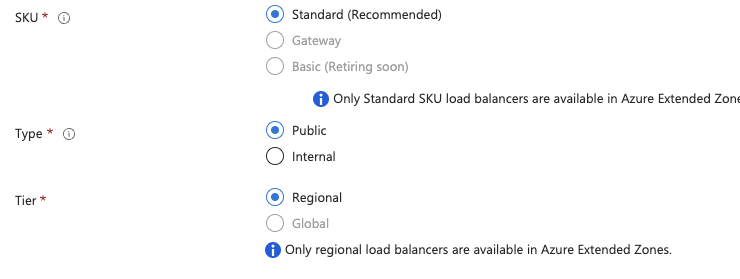 SKU * Standard (Recommended)
Gateway
Basic (Retiring soon)
Only Standard SKU load balancers are available in Azure Extended Zone
Type * Public
Internal
Tier * Regional
Global
Only regional load balancers are available in Azure Extended Zones.